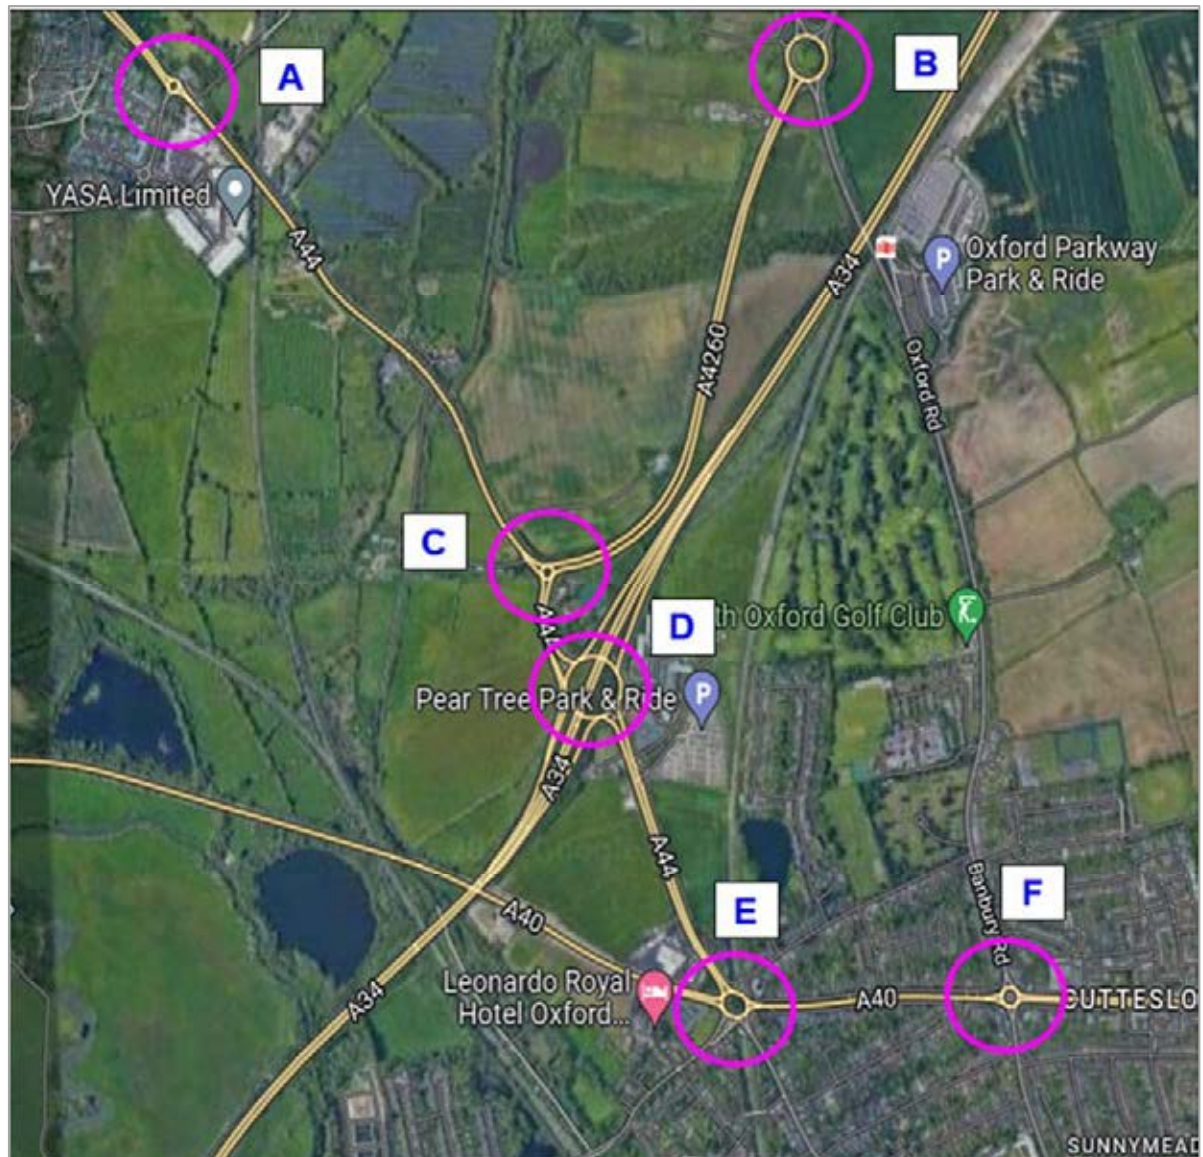 A
B
YASA Limited
A44
A34
Oxford Parkway
Park & Ride
A4260
Oxford Rd
C
D
A44
th Oxford Golf Club
Pear Tree Park & Ride
P
P
A34
A44
Banbury Rd
E
F
A40
Leonardo Royal
Hotel Oxford...
A40
CUTTESLO
A34
SUNNYMEAD